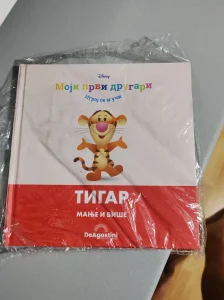 Disney
Моји први другари
Играј се и учи
ТИГАР
МАЊЕ И ВИШЕ
DeAgostini